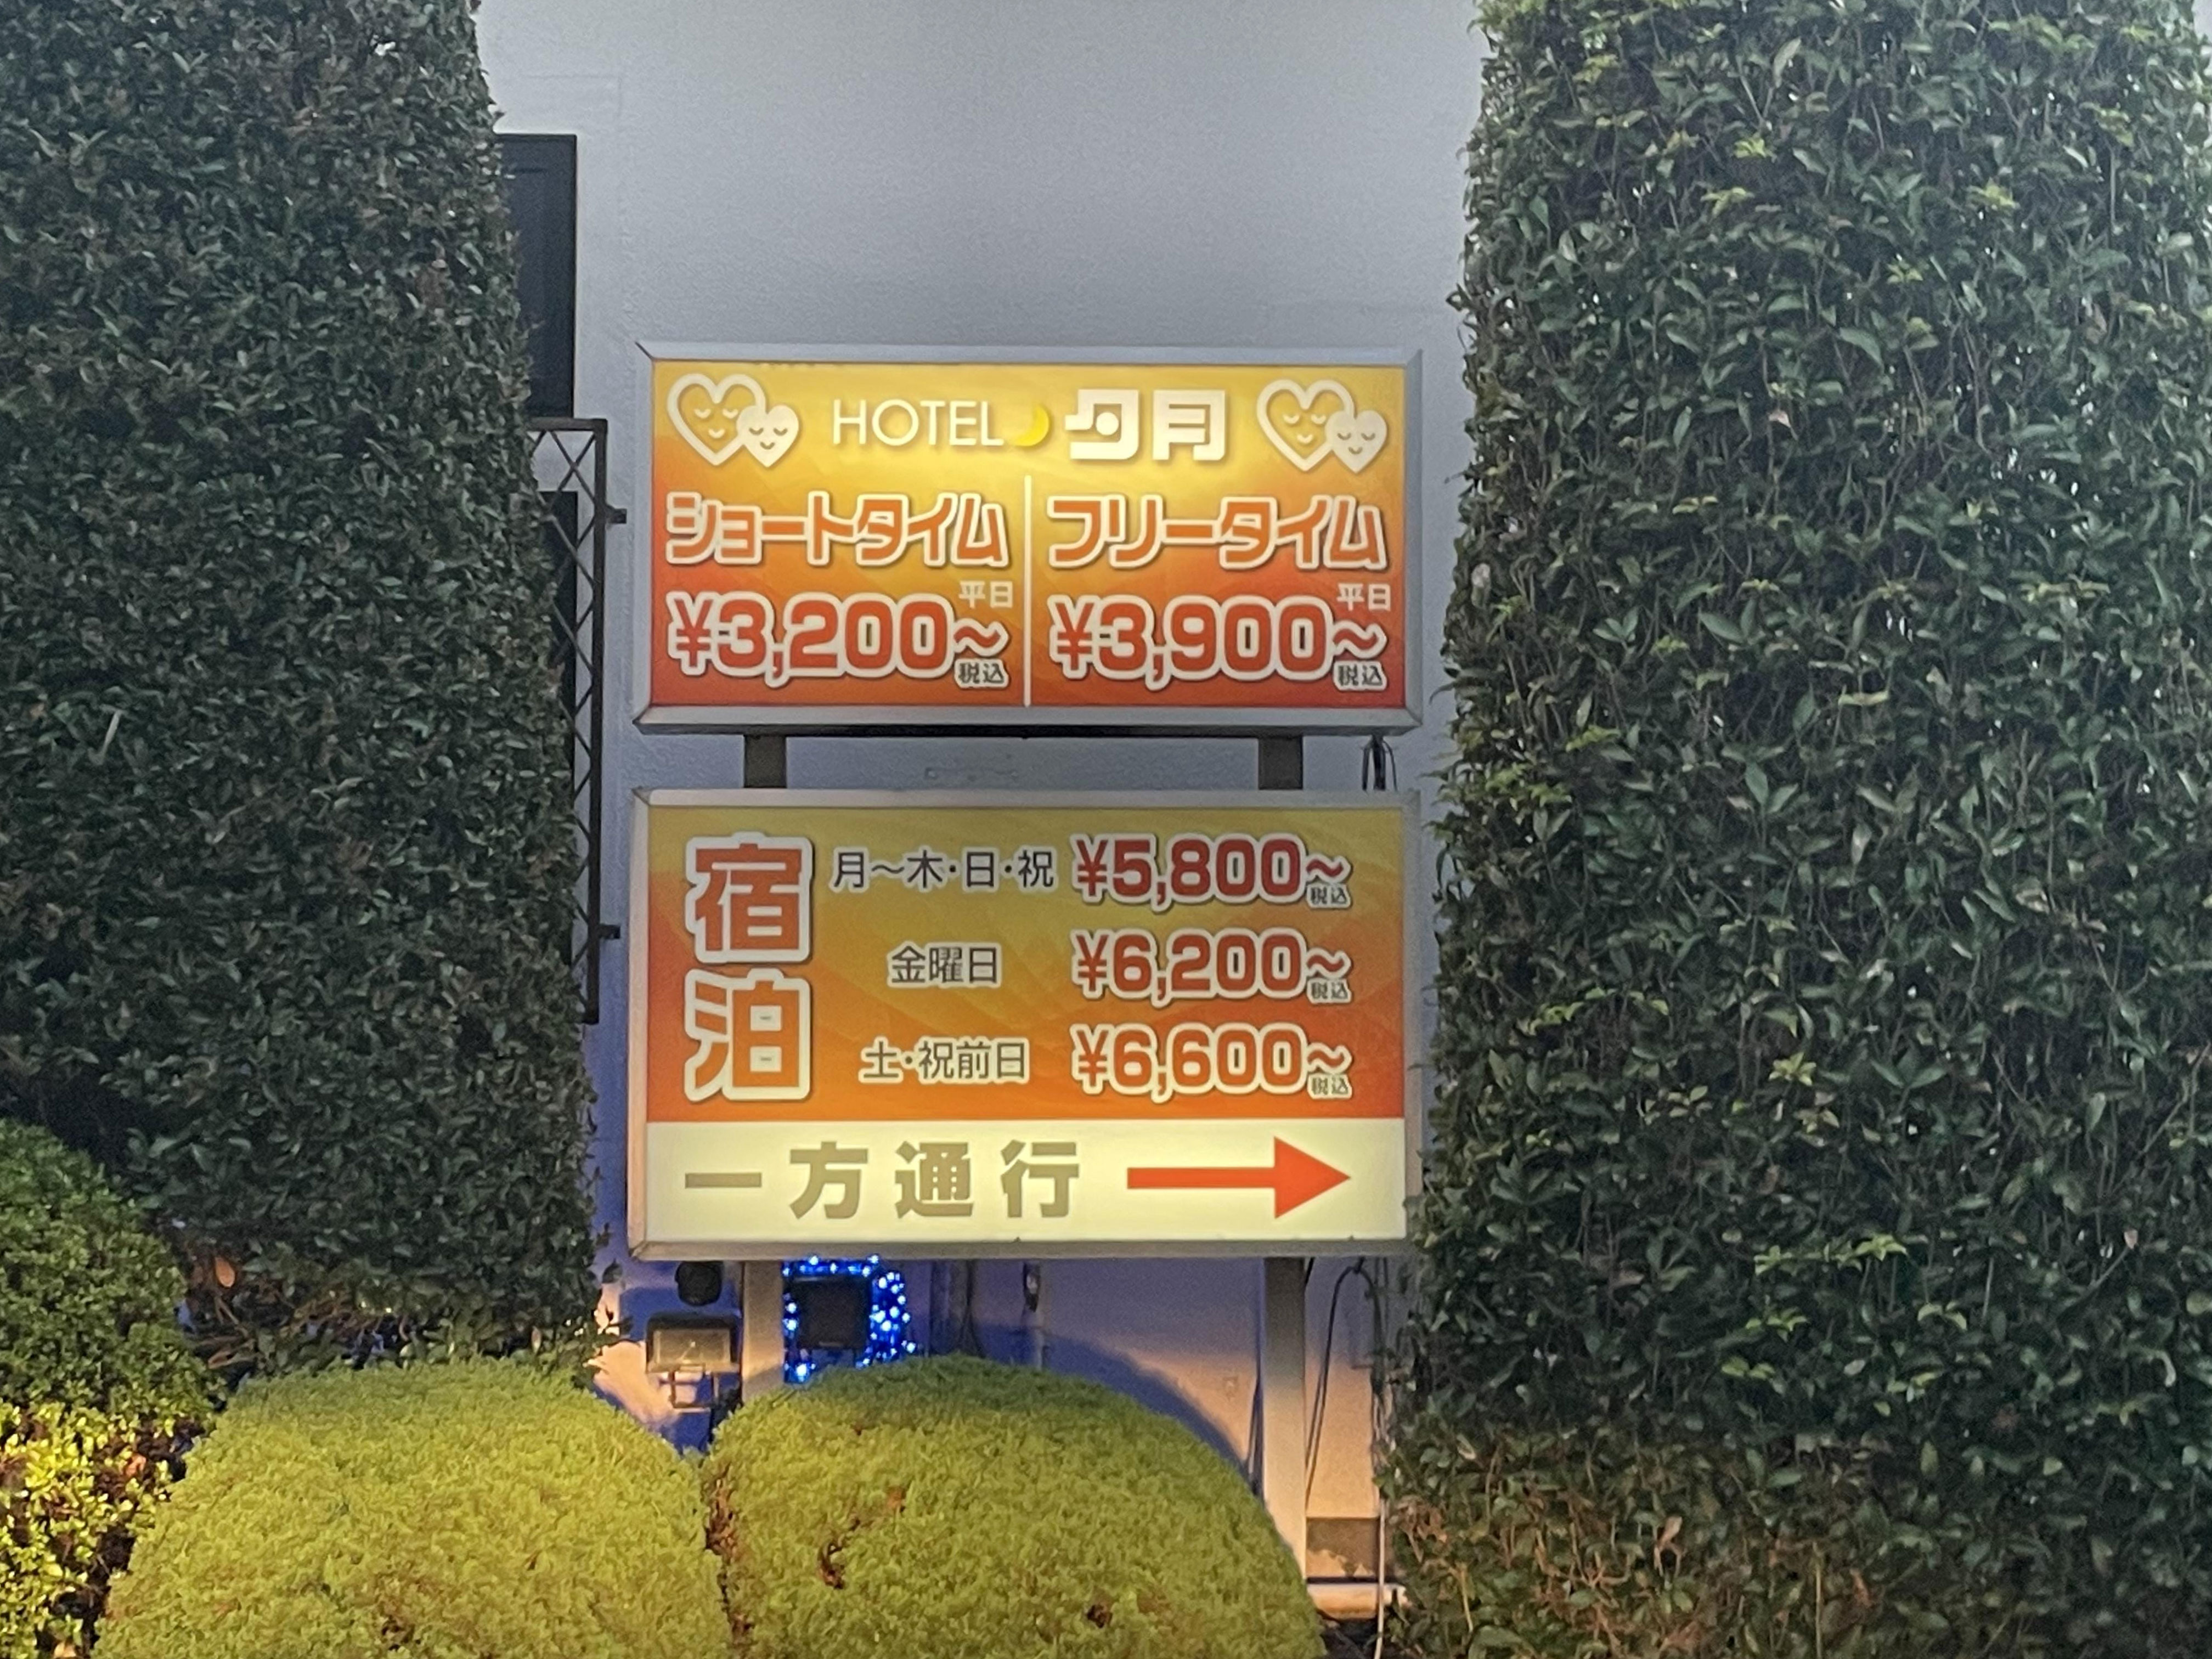 HOTEL 夕月
ショートタイム
平日
¥3,200～
税込
フリータイム
平日
¥3,900～
税込
宿泊
月～木・日・祝 ¥5,800～ 税込
金曜日 ¥6,200～ 税込
土・祝前日 ¥6,600～ 税込
一方通行